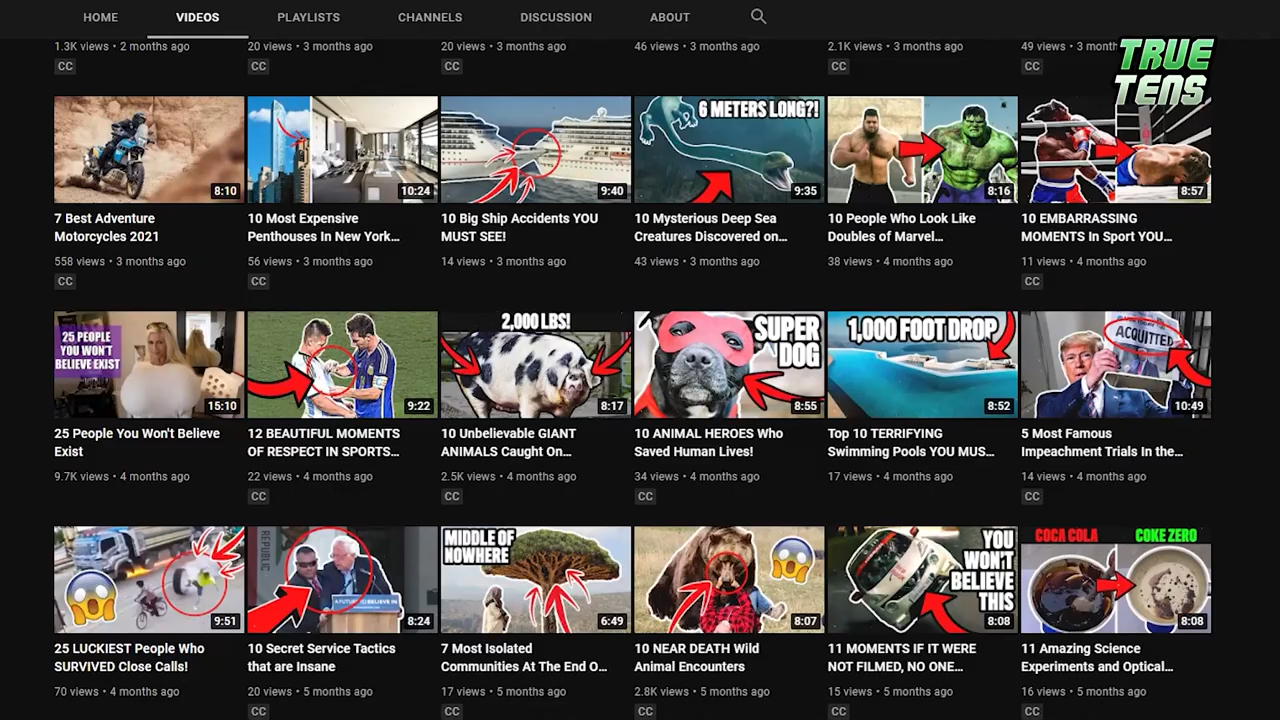 HOME VIDEOS PLAYLISTS CHANNELS DISCUSSION ABOUT
1.3K views • 2 months ago
20 views • 3 months ago
20 views • 3 months ago
46 views • 3 months ago
2.1K views • 3 months ago
49 views • 3 months
CC
CC
CC
CC
CC
TRUE
TENS
8:10
10:24
9:40
6 METERS LONG?!
9:35
8:16
8:57
7 Best Adventure
Motorcycles 2021
558 views • 3 months ago
CC
10 Most Expensive
Penthouses In New York...
56 views • 3 months ago
CC
10 Big Ship Accidents YOU
MUST SEE!
14 views • 3 months ago
10 Mysterious Deep Sea
Creatures Discovered on...
43 views • 3 months ago
10 People Who Look Like
Doubles of Marvel...
38 views • 4 months ago
10 EMBARRASSING
MOMENTS In Sport YOU...
11 views • 4 months ago
CC
25 PEOPLE
YOU WON'T
BELIEVE EXIST
15:10
9:22
2,000 LBS!
8:17
SUPER
DOG
8:55
1,000 FOOT DROP
8:52
ACQUITTED
10:49
25 People You Won't Believe
Exist
9.7K views • 4 months ago
12 BEAUTIFUL MOMENTS
OF RESPECT IN SPORTS...
22 views • 4 months ago
CC
10 Unbelievable GIANT
ANIMALS Caught On...
2.5K views • 4 months ago
CC
10 ANIMAL HEROES Who
Saved Human Lives!
34 views • 4 months ago
CC
Top 10 TERRIFYING
Swimming Pools YOU MUS...
17 views • 4 months ago
5 Most Famous
Impeachment Trials In the...
14 views • 4 months ago
CC
9:51
REPUBLIC
A FUTURE TO BELIEVE IN
8:24
MIDDLE OF
NOWHERE
6:49
8:07
YOU
WON'T
BELIEVE
THIS
8:08
COCA COLA
COKE ZERO
8:08
25 LUCKIEST People Who
SURVIVED Close Calls!
70 views • 4 months ago
10 Secret Service Tactics
that are Insane
20 views • 5 months ago
CC
7 Most Isolated
Communities At The End O...
17 views • 5 months ago
CC
10 NEAR DEATH Wild
Animal Encounters
2.8K views • 5 months ago
CC
11 MOMENTS IF IT WERE
NOT FILMED, NO ONE...
15 views • 5 months ago
CC
11 Amazing Science
Experiments and Optical...
16 views • 5 months ago
CC